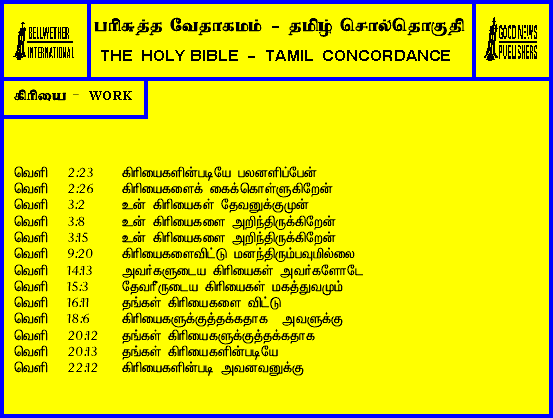 BELLWETHER INTERNATIONAL
பரிசுத்த வேதாகமம் - தமிழ் சொல்தொகுதி
THE HOLY BIBLE - TAMIL CONCORDANCE
GOOD NEWS PUBLISHERS
கிரியை - WORK
வெளி 2:23 கிரியைகளின்படியே பலனளிப்பேன்
வெளி 2:26 கிரியைகளைக் கைக்கொள்ளுகிறேன்
வெளி 3:2 உன் கிரியைகள் தேவனுக்குமுன்
வெளி 3:8 உன் கிரியைகளை அறிந்திருக்கிறேன்
வெளி 3:15 உன் கிரியைகளை அறிந்திருக்கிறேன்
வெளி 9:20 கிரியைகளைவிட்டு மனந்திரும்பவுமில்லை
வெளி 14:13 அவர்களுடைய கிரியைகள் அவர்களோடே
வெளி 15:3 தேவரீருடைய கிரியைகள் மகத்துவமும்
வெளி 16:11 தங்கள் கிரியைகளை விட்டு
வெளி 18:6 கிரியைகளுக்குத்தக்கதாக அவளுக்கு
வெளி 20:12 தங்கள் கிரியைகளுக்குத்தக்கதாக
வெளி 20:13 தங்கள் கிரியைகளின்படியே
வெளி 22:12 கிரியைகளின்படி அவனவனுக்கு